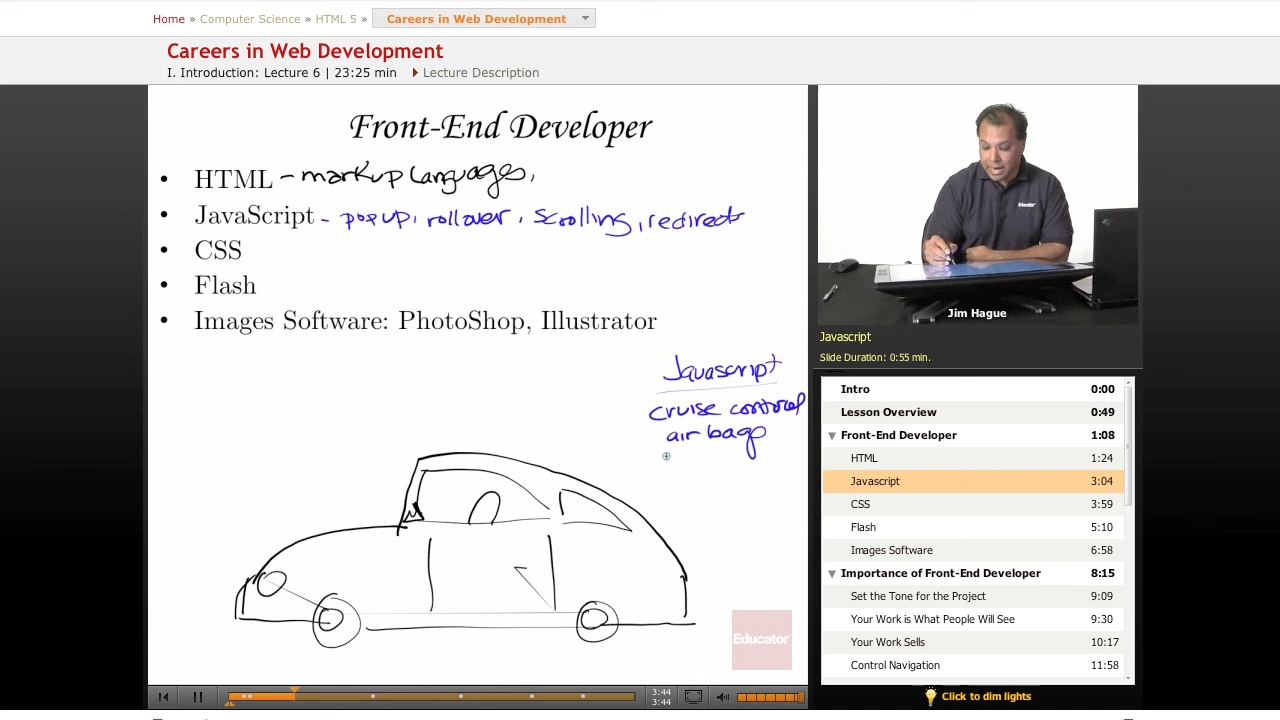 Home » Computer Science » HTML 5 » Careers in Web Development
Careers in Web Development
I. Introduction: Lecture 6 | 23:25 min Lecture Description
Front-End Developer
• HTML - markup languages,
• JavaScript - popup, rollover, scrolling, redirects
• CSS
• Flash
• Images Software: PhotoShop, Illustrator
Javascript
cruise control
air bags
Educator
3:44
3:44
Educator
Jim Hague
Javascript
Slide Duration: 0:55 min.
Intro 0:00
Lesson Overview 0:49
Front-End Developer 1:08
HTML 1:24
Javascript 3:04
CSS 3:59
Flash 5:10
Images Software 6:58
Importance of Front-End Developer 8:15
Set the Tone for the Project 9:09
Your Work is What People Will See 9:30
Your Work Sells 10:17
Control Navigation 11:58
Click to dim lights